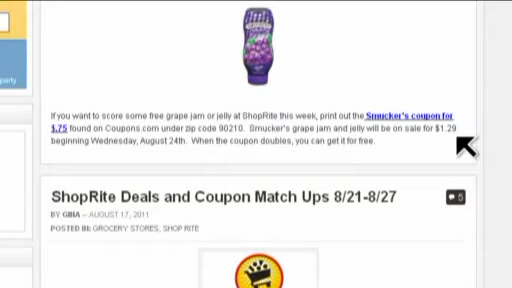 party
If you want to score some free grape jam or jelly at ShopRite this week, print out the Smucker's coupon for
$.75 found on Coupons.com under zip code 90210. Smucker's grape jam and jelly will be on sale for $1.29
beginning Wednesday, August 24th. When the coupon doubles, you can get it for free.
ShopRite Deals and Coupon Match Ups 8/21-8/27
5
BY GINA – AUGUST 17, 2011
POSTED IN: GROCERY STORES, SHOP RITE